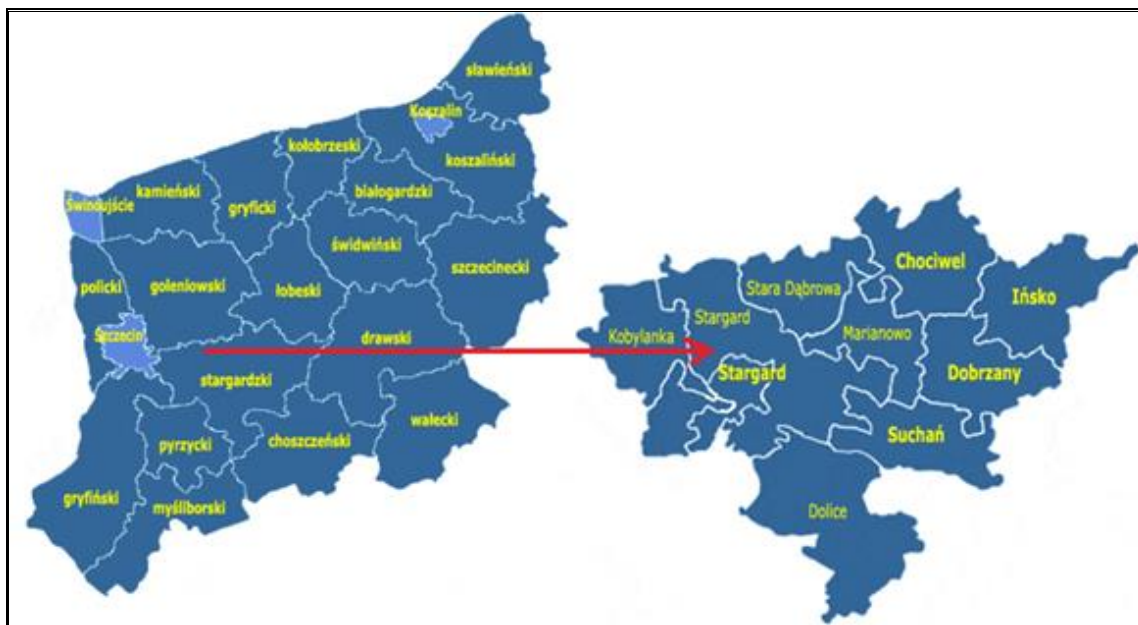 sławieński
Koszalin
kołobrzeski
koszaliński
kamieński
białogardzki
Świnoujście
gryficki
świdwiński
szczecinecki
policki
goleniowski
łobeski
Szczecin
drawski
stargardzki
wałecki
pyrzycki
choszczeński
gryfiński
myśliborski
Chociwel
Stara Dąbrowa
Ińsko
Stargard
Kobylanka
Marianowo
Stargard
Dobrzany
Suchań
Dolice